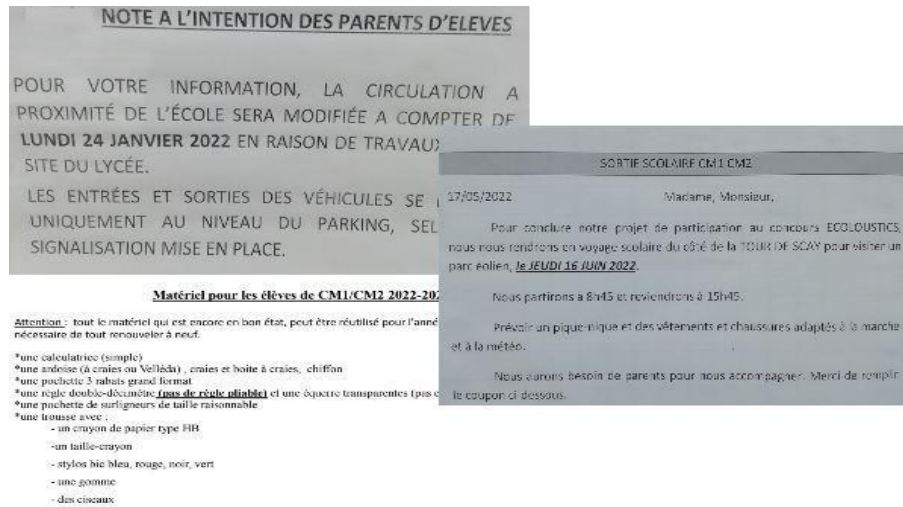 NOTE A L'INTENTION DES PARENTS D'ELEVES
POUR VOTRE INFORMATION, LA CIRCULATION A
PROXIMITÉ DE L'ÉCOLE SERA MODIFIÉE A COMPTER DE
LUNDI 24 JANVIER 2022 EN RAISON DE TRAVAUX
SITE DU LYCÉE.
LES ENTRÉES ET SORTIES DES VÉHICULES SE
UNIQUEMENT AU NIVEAU DU PARKING,
SIGNALISATION MISE EN PLACE.
SORTIE SCOLAIRE CM1 CM2
17/05/2022 Madame, Monsieur,
Pour conclure notre projet de participation au concours ECOLOUSTICS,
nous nous rendrons en voyage scolaire du côté de la TOUR DE SCAY pour visiter un
parc éolien, le JEUDI 16 JUIN 2022.
Nous partirons à 8h45 et reviendrons à 15h45.
Prévoir un pique-nique et des vêtements et chaussures adaptés à la marche
et à la météo.
Nous aurons besoin de parents pour nous accompagner. Merci de remplir
le coupon ci-dessous.
Matériel pour les élèves de CM1/CM2 2022-202
Attention : tout le matériel qui est encore en bon état, peut être réutilisé pour l'anné
nécessaire de tout renouveler à neuf.
*une calculatrice (simple)
*une ardoise (à craies ou Velléda) , craies et boite à craies, chiffon
*une pochette 3 rabats grand format
*une règle double-décimètre (pas de règle pliable) et une équerre transparentes (pas
*une pochette de surligneurs de taille raisonnable
*une trousse avec :
- un crayon de papier type HB
-un taille-crayon
- stylos bic bleu, rouge, noir, vert
- une gomme
- des ciseaux